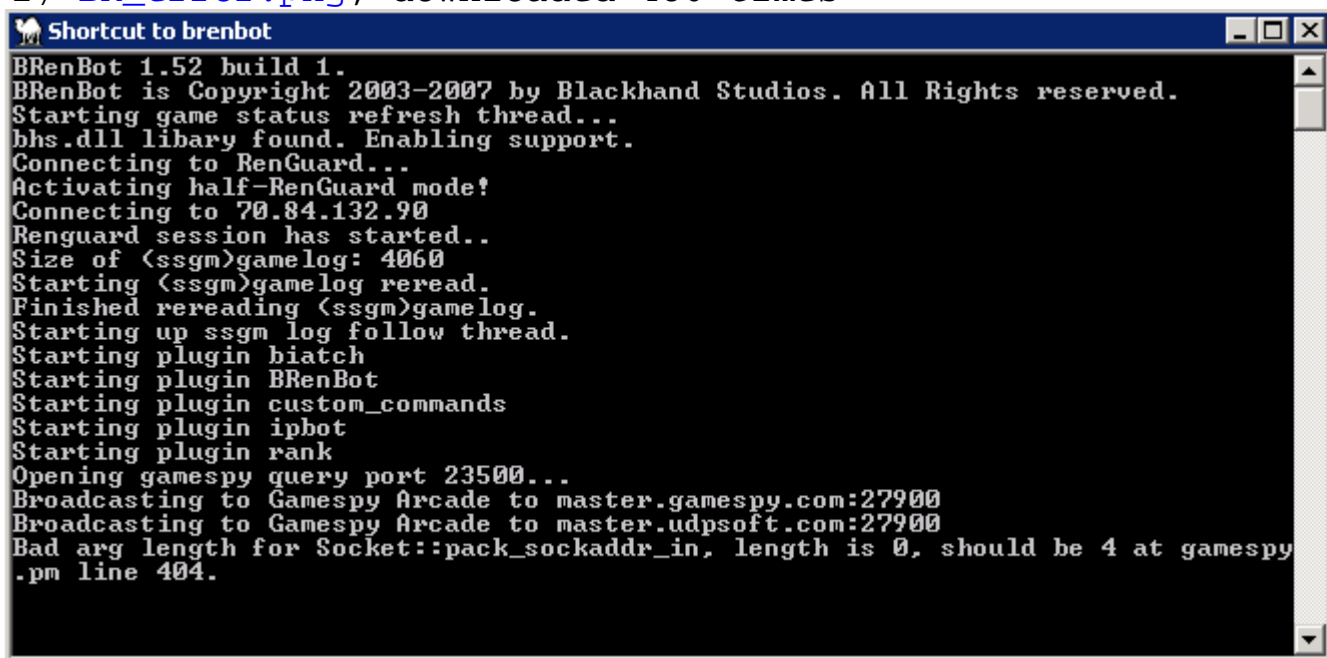 Shortcut to brenbot
BRenBot 1.52 build 1.
BRenBot is Copyright 2003-2007 by Blackhand Studios. All Rights reserved.
Starting game status refresh thread...
bhs.dll libary found. Enabling support.
Connecting to RenGuard...
Activating half-RenGuard mode!
Connecting to 70.84.132.90
Renguard session has started..
Size of (ssgm)gamelog: 4060
Starting (ssgm)gamelog reread.
Finished rereading (ssgm)gamelog.
Starting up ssgm log follow thread.
Starting plugin biatch
Starting plugin BRenBot
Starting plugin custom_commands
Starting plugin ipbot
Starting plugin rank
Opening gamespy query port 23500...
Broadcasting to Gamespy Arcade to master.gamespy.com:27900
Broadcasting to Gamespy Arcade to master.udpsoft.com:27900
Bad arg length for Socket::pack_sockaddr_in, length is 0, should be 4 at gamespy
.pm line 404.